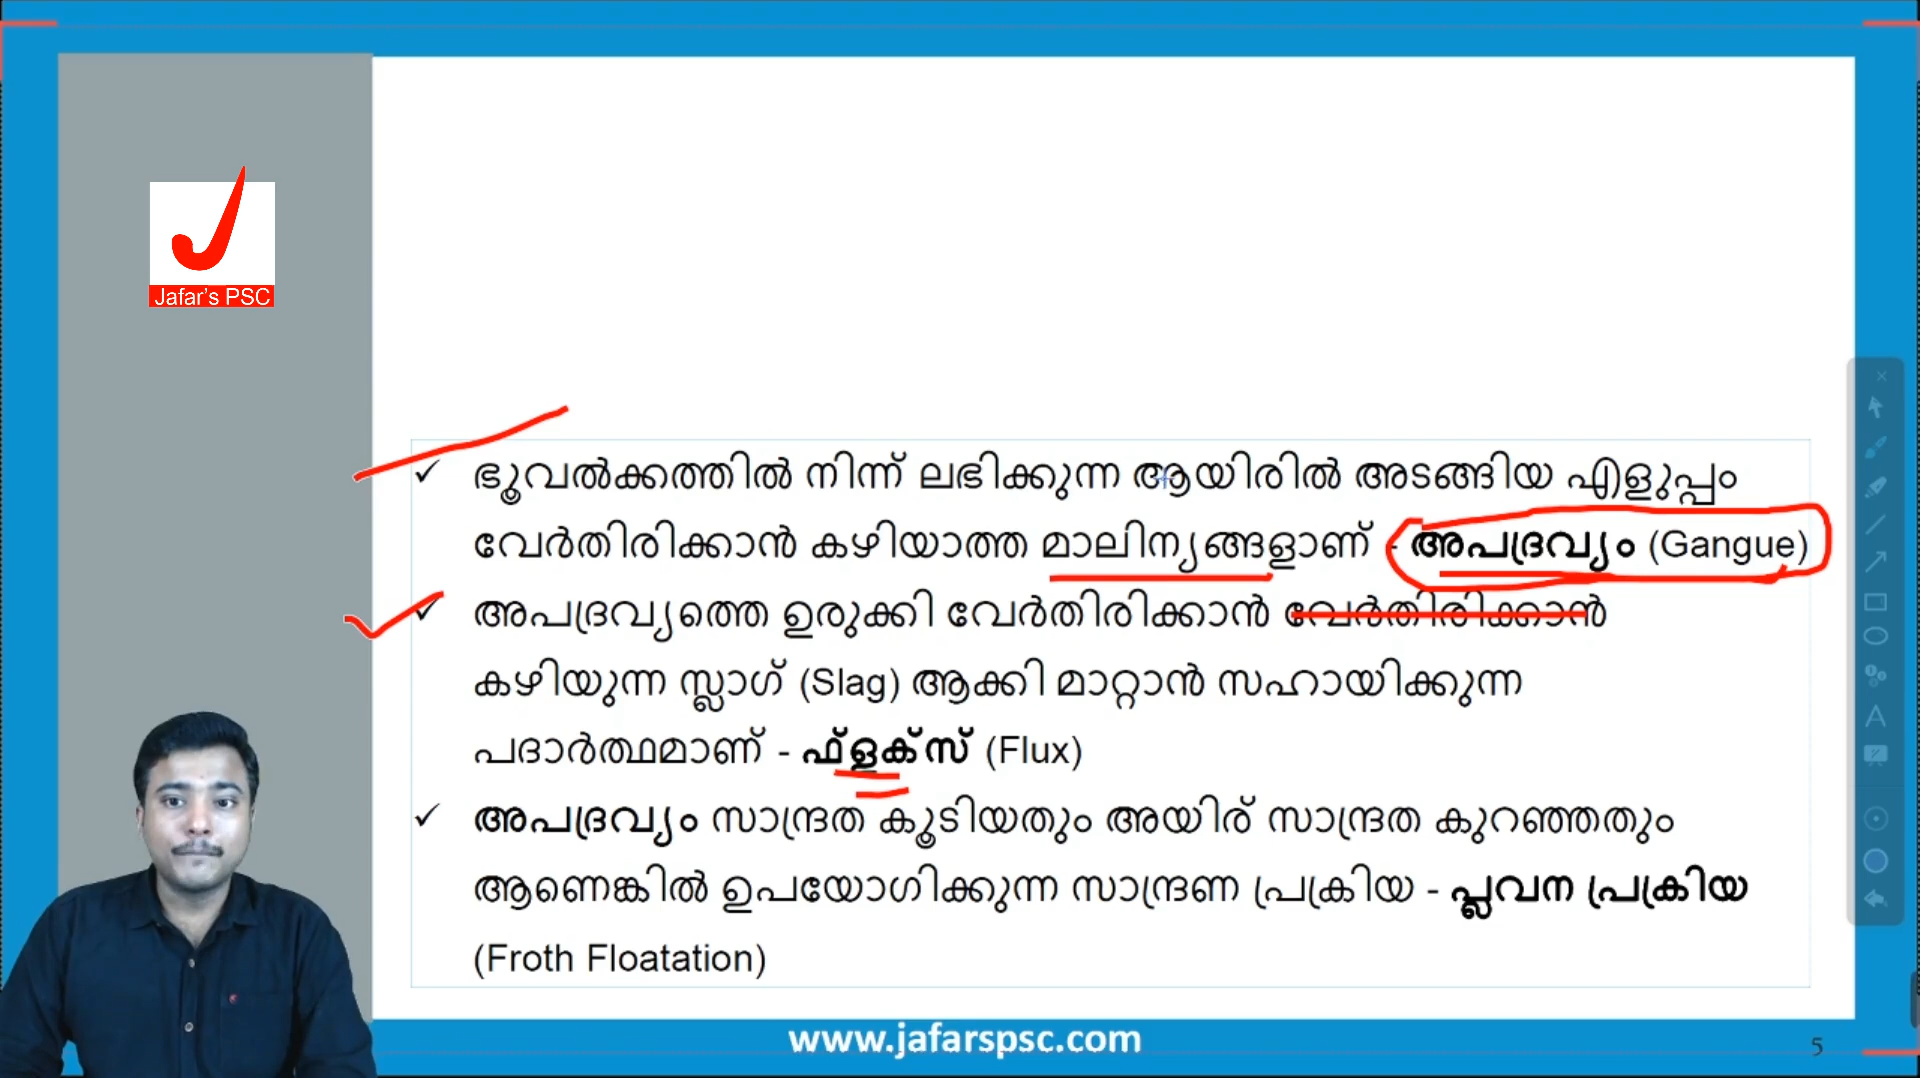 Jafar's PSC
✓ ഭൂവൽക്കത്തിൽ നിന്ന് ലഭിക്കുന്ന ആയിരിൽ അടങ്ങിയ എളുപ്പം
വേർതിരിക്കാൻ കഴിയാത്ത മാലിന്യങ്ങളാണ് - അപദ്രവ്യം (Gangue)
✓ അപദ്രവ്യത്തെ ഉരുക്കി വേർതിരിക്കാൻ വേർതിരിക്കാൻ
കഴിയുന്ന സ്ലാഗ് (Slag) ആക്കി മാറ്റാൻ സഹായിക്കുന്ന
പദാർത്ഥമാണ് - ഫ്ളക്സ് (Flux)
✓ അപദ്രവ്യം സാന്ദ്രത കൂടിയതും അയിര് സാന്ദ്രത കുറഞ്ഞതും
ആണെങ്കിൽ ഉപയോഗിക്കുന്ന സാന്ദ്രണ പ്രക്രിയ - പ്ലവന പ്രക്രിയ
(Froth Floatation)
www.jafarspsc.com
5